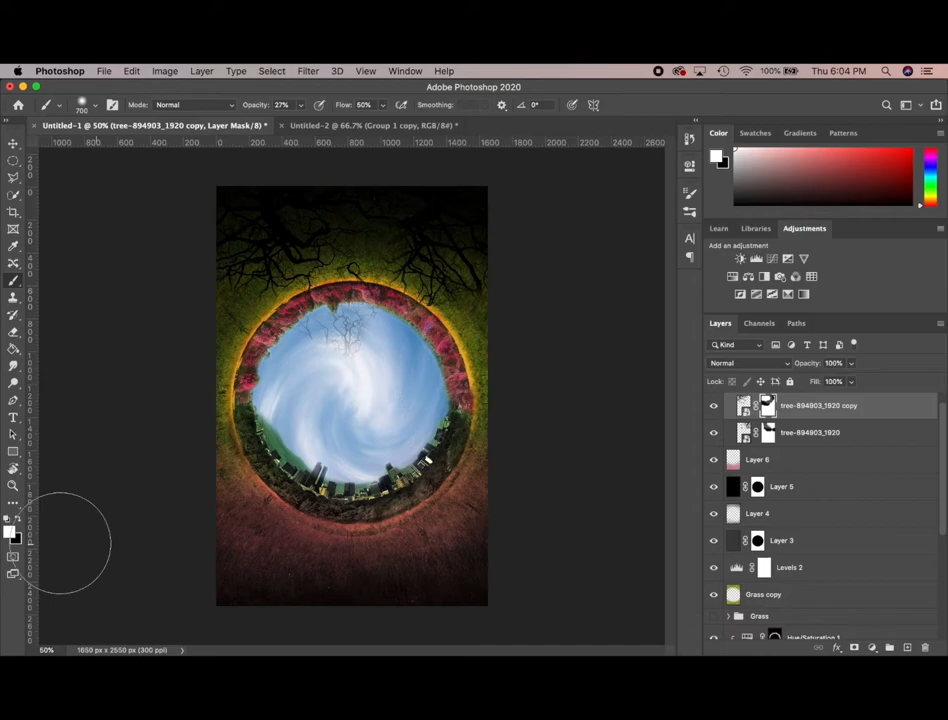 Photoshop File Edit Image Layer Type Select Filter 3D View Window Help 100% Thu 6:04 PM
Adobe Photoshop 2020
700 Mode: Normal Opacity: 27% Flow: 50% Smoothing: 0°
Untitled-1 @ 50% (tree-894903_1920 copy, Layer Mask/8) * Untitled-2 @ 66.7% (Group 1 copy, RGB/8#) *
1000 800 600 400 200 0 200 400 600 800 1000 1200 1400 1600 1800 2000 2200 2400 2600
Color Swatches Gradients Patterns
Learn Libraries Adjustments
Add an adjustment
Layers Channels Paths
Kind
Normal Opacity: 100%
Lock: Fill: 100%
tree-894903_1920 copy
tree-894903_1920
Layer 6
Layer 5
Layer 4
Layer 3
Levels 2
Grass copy
Grass
Hue/Saturation 1
50% 1650 px x 2550 px (300 ppi)